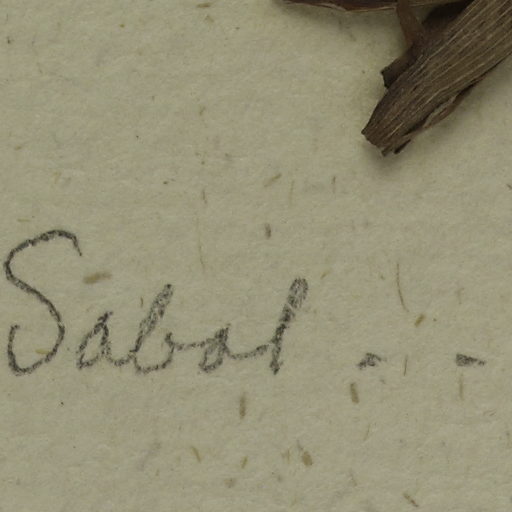 Sabal . .